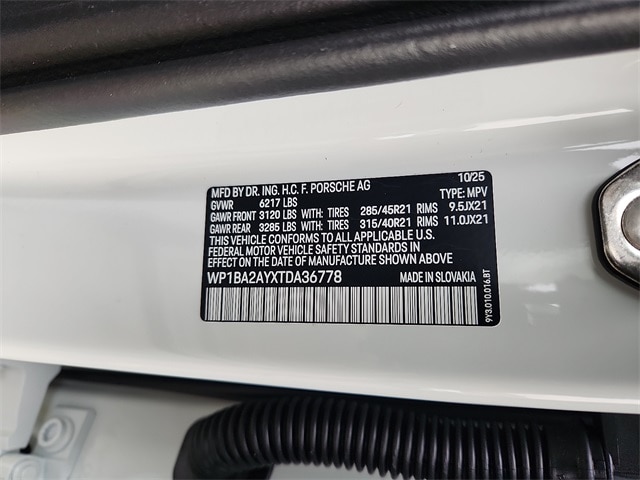 MFD BY DR. ING. H.C. F. PORSCHE AG 10/25
GVWR 6217 LBS TYPE: MPV
GAWR FRONT 3120 LBS WITH: TIRES 285/45R21 RIMS 9.5JX21
GAWR REAR 3285 LBS WITH: TIRES 315/40R21 RIMS 11.0JX21
THIS VEHICLE CONFORMS TO ALL APPLICABLE U.S.
FEDERAL MOTOR VEHICLE SAFETY STANDARDS IN
EFFECT ON THE DATE OF MANUFACTURE SHOWN ABOVE.
WP1BA2AYXTDA36778 MADE IN SLOVAKIA
9Y3.010.016.BT